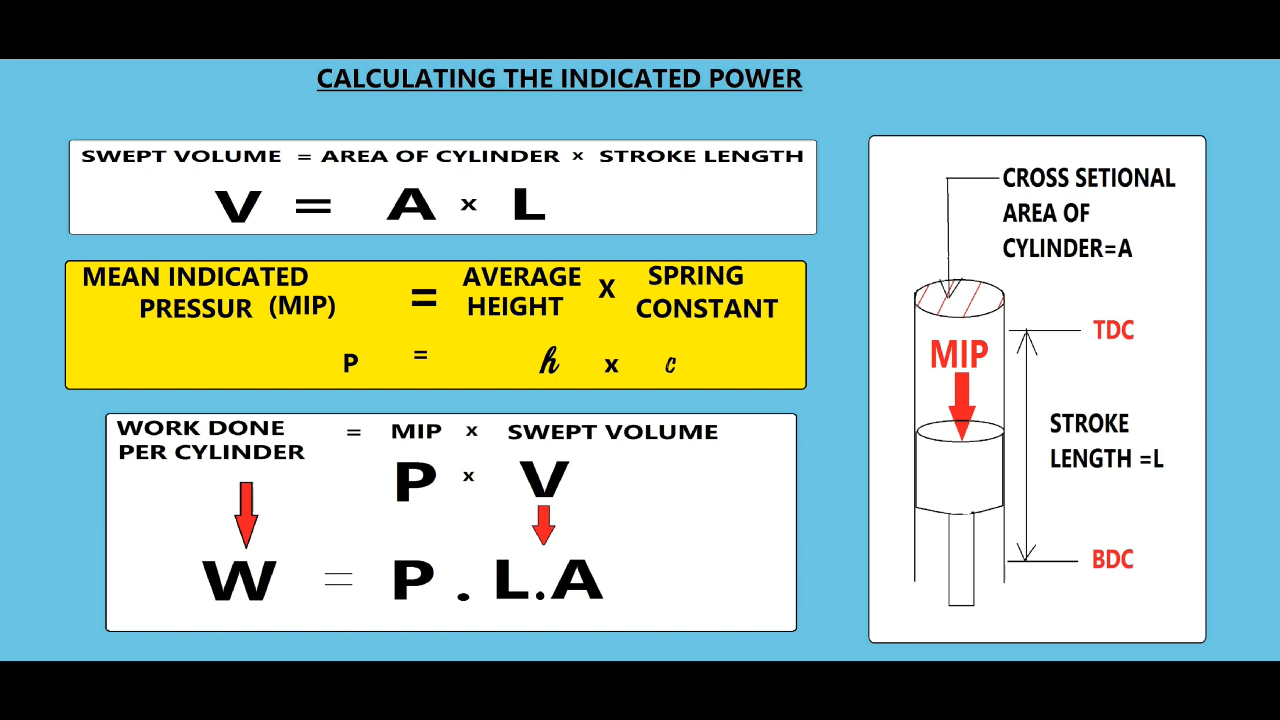 CALCULATING THE INDICATED POWER
SWEPT VOLUME = AREA OF CYLINDER x STROKE LENGTH
V = A x L
MEAN INDICATED PRESSUR (MIP) = AVERAGE HEIGHT X SPRING CONSTANT
P = h x c
WORK DONE PER CYLINDER = MIP x SWEPT VOLUME
P x V
W = P . L.A
CROSS SETIONAL
AREA OF
CYLINDER=A
TDC
MIP
STROKE
LENGTH =L
BDC